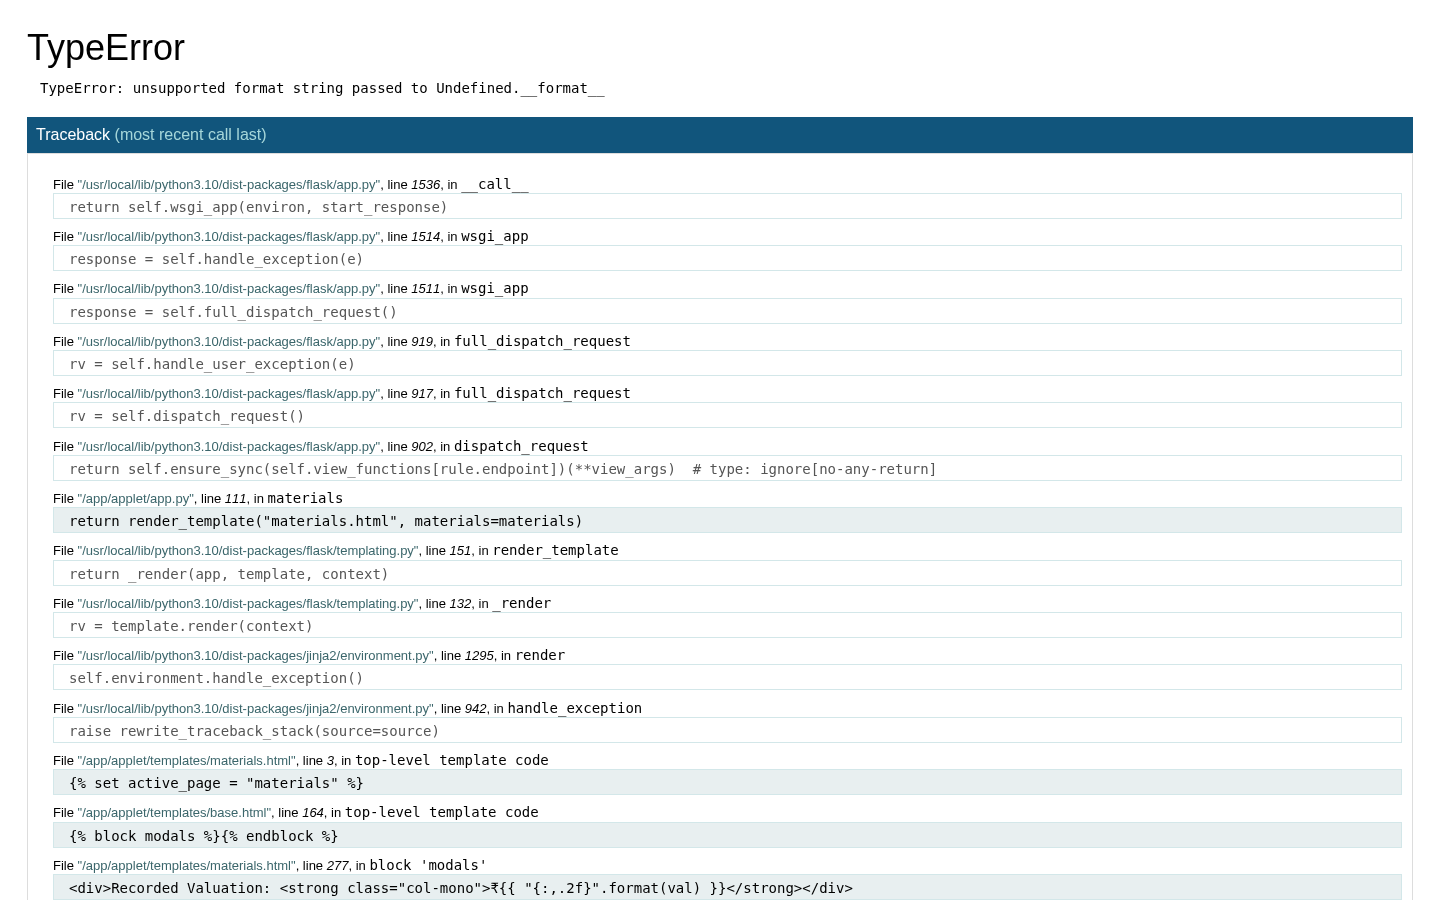 TypeError
TypeError: unsupported format string passed to Undefined.__format__
Traceback (most recent call last)
File "/usr/local/lib/python3.10/dist-packages/flask/app.py", line 1536, in __call__
return self.wsgi_app(environ, start_response)
File "/usr/local/lib/python3.10/dist-packages/flask/app.py", line 1514, in wsgi_app
response = self.handle_exception(e)
File "/usr/local/lib/python3.10/dist-packages/flask/app.py", line 1511, in wsgi_app
response = self.full_dispatch_request()
File "/usr/local/lib/python3.10/dist-packages/flask/app.py", line 919, in full_dispatch_request
rv = self.handle_user_exception(e)
File "/usr/local/lib/python3.10/dist-packages/flask/app.py", line 917, in full_dispatch_request
rv = self.dispatch_request()
File "/usr/local/lib/python3.10/dist-packages/flask/app.py", line 902, in dispatch_request
return self.ensure_sync(self.view_functions[rule.endpoint])(**view_args)  # type: ignore[no-any-return]
File "/app/applet/app.py", line 111, in materials
return render_template("materials.html", materials=materials)
File "/usr/local/lib/python3.10/dist-packages/flask/templating.py", line 151, in render_template
return _render(app, template, context)
File "/usr/local/lib/python3.10/dist-packages/flask/templating.py", line 132, in _render
rv = template.render(context)
File "/usr/local/lib/python3.10/dist-packages/jinja2/environment.py", line 1295, in render
self.environment.handle_exception()
File "/usr/local/lib/python3.10/dist-packages/jinja2/environment.py", line 942, in handle_exception
raise rewrite_traceback_stack(source=source)
File "/app/applet/templates/materials.html", line 3, in top-level template code
{% set active_page = "materials" %}
File "/app/applet/templates/base.html", line 164, in top-level template code
{% block modals %}{% endblock %}
File "/app/applet/templates/materials.html", line 277, in block 'modals'
<div>Recorded Valuation: <strong class="col-mono">₹{{ "{:,.2f}".format(val) }}</strong></div>